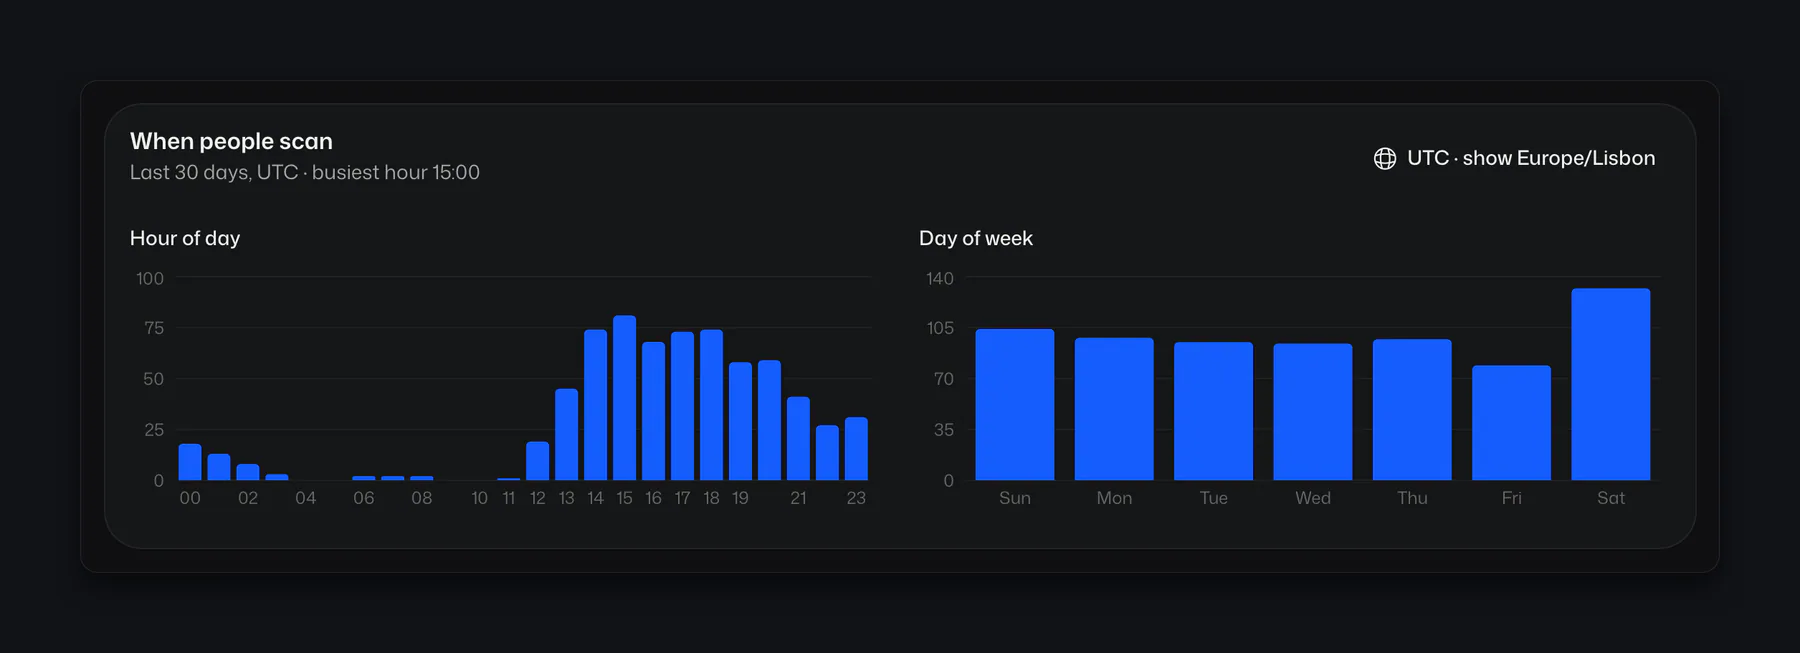 When people scan
Last 30 days, UTC · busiest hour 15:00
UTC · show Europe/Lisbon
Hour of day
100
75
50
25
0
00 02 04 06 08 10 11 12 13 14 15 16 17 18 19 21 23
Day of week
140
105
70
35
0
Sun Mon Tue Wed Thu Fri Sat